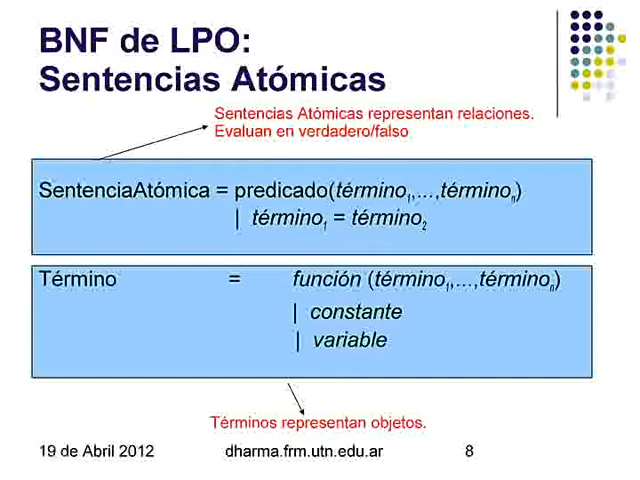 BNF de LPO:
Sentencias Atómicas
Sentencias Atómicas representan relaciones.
Evaluan en verdadero/falso
SentenciaAtómica = predicado(término1,...,términon)
| término1 = término2
Término = función (término1,...,términon)
| constante
| variable
Términos representan objetos.
19 de Abril 2012 dharma.frm.utn.edu.ar 8